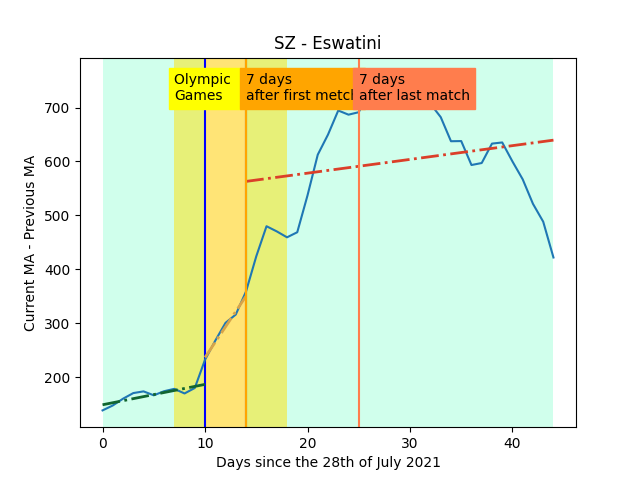 SZ - Eswatini
Olympic
Games
7 days
after first metch
7 days
after last match
700
600
500
400
300
200
Current MA - Previous MA
0
10
20
30
40
Days since the 28th of July 2021